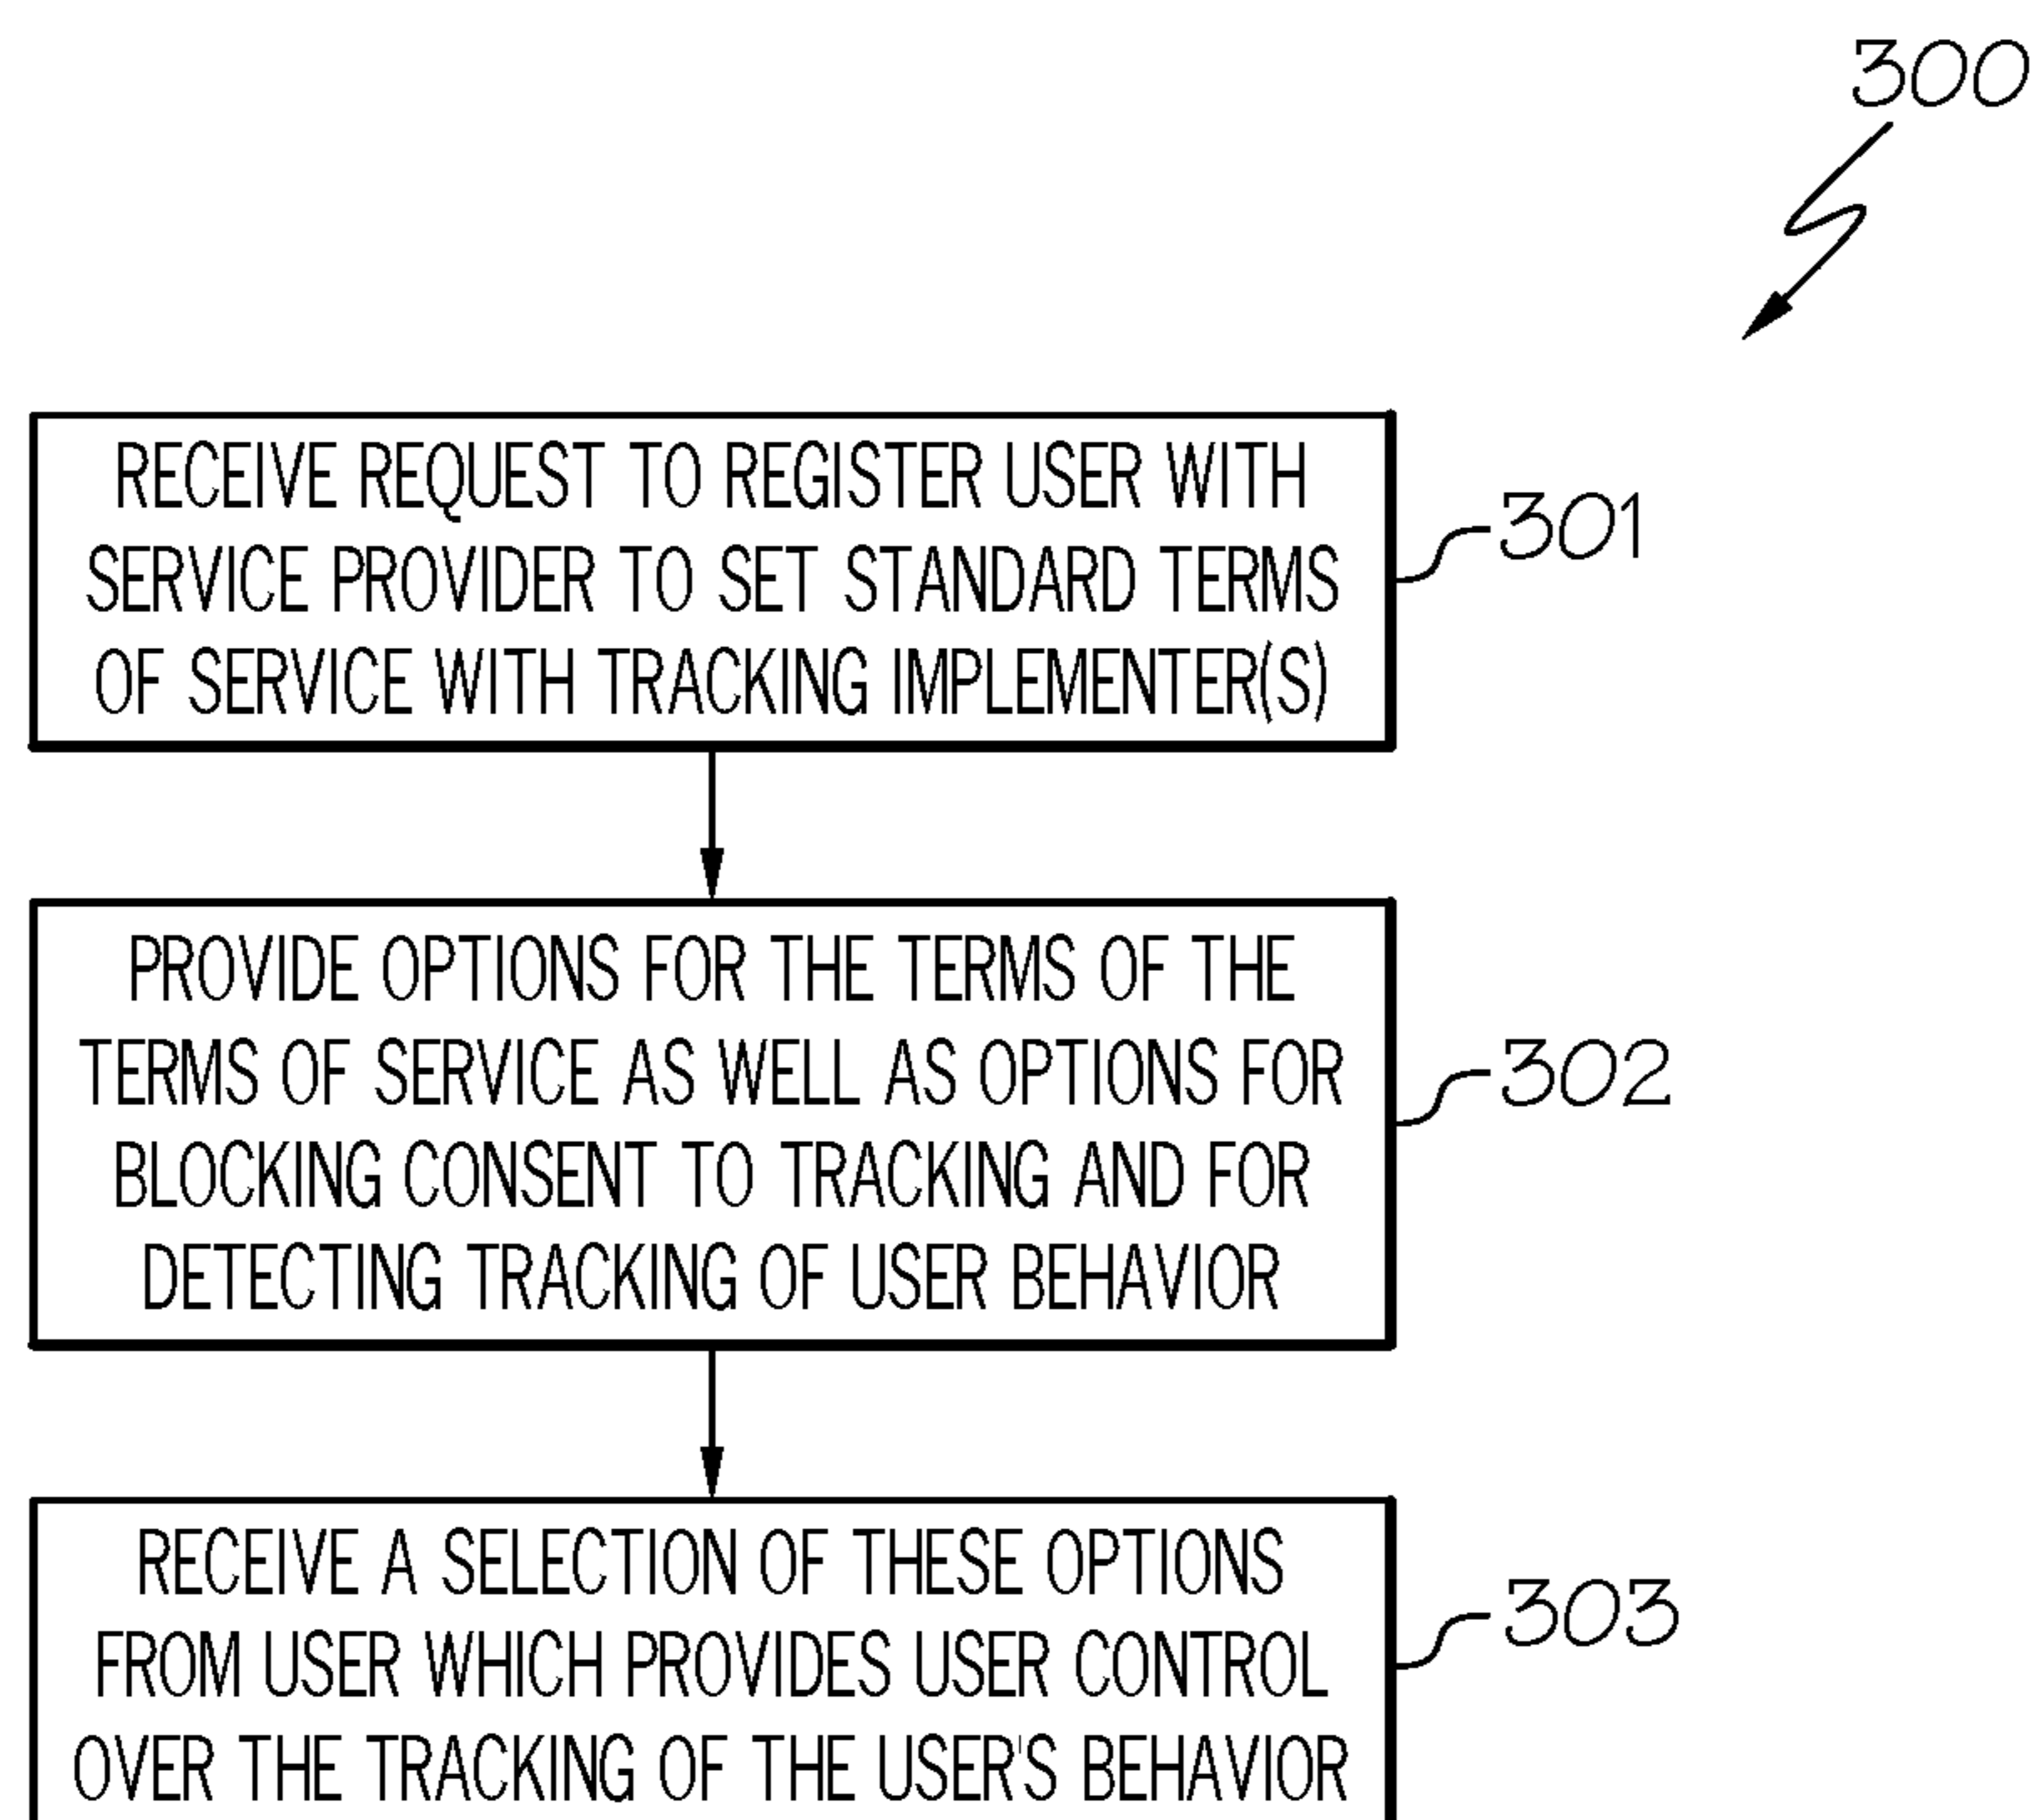 300
RECEIVE REQUEST TO REGISTER USER WITH
SERVICE PROVIDER TO SET STANDARD TERMS
OF SERVICE WITH TRACKING IMPLEMENTER(S)
301
PROVIDE OPTIONS FOR THE TERMS OF THE
TERMS OF SERVICE AS WELL AS OPTIONS FOR
BLOCKING CONSENT TO TRACKING AND FOR
DETECTING TRACKING OF USER BEHAVIOR
302
RECEIVE A SELECTION OF THESE OPTIONS
FROM USER WHICH PROVIDES USER CONTROL
OVER THE TRACKING OF THE USER'S BEHAVIOR
303